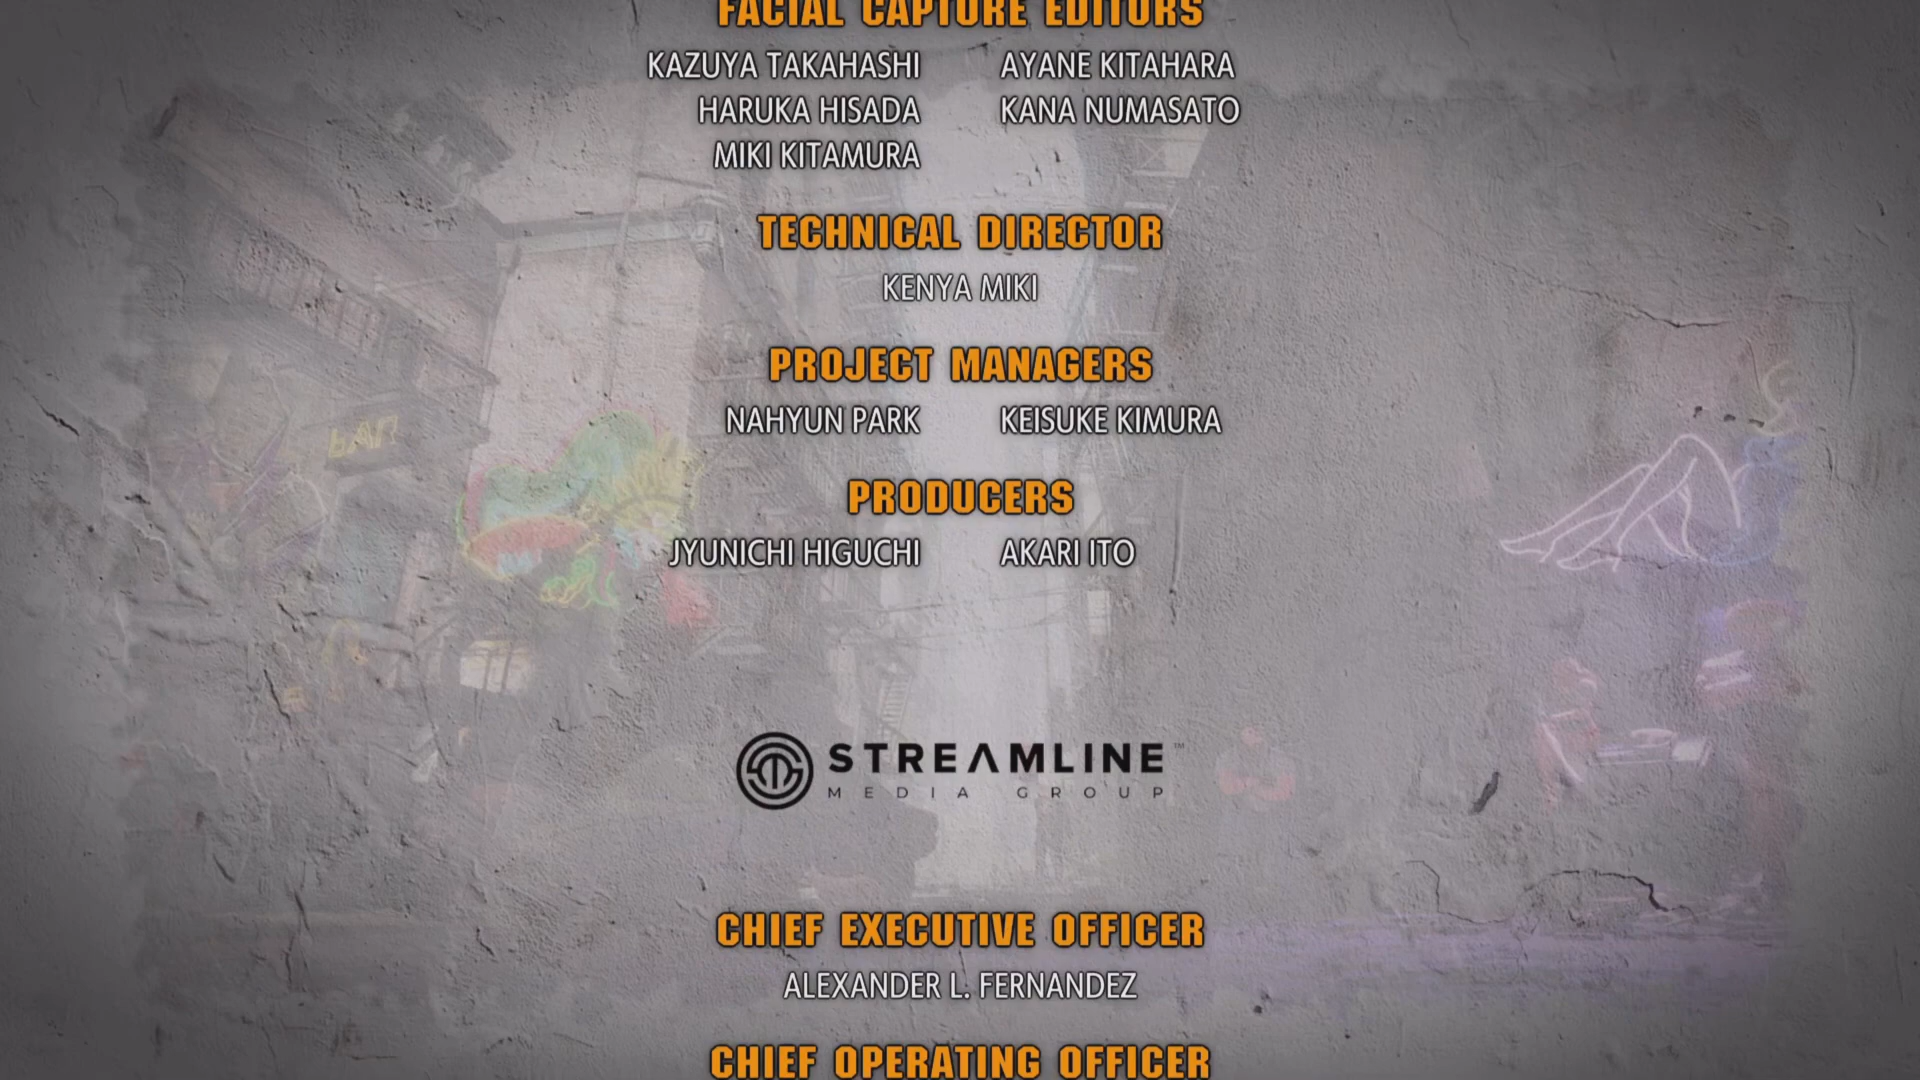 FACIAL CAPTURE EDITORS
KAZUYA TAKAHASHI AYANE KITAHARA
HARUKA HISADA KANA NUMASATO
MIKI KITAMURA
TECHNICAL DIRECTOR
KENYA MIKI
PROJECT MANAGERS
NAHYUN PARK KEISUKE KIMURA
PRODUCERS
JYUNICHI HIGUCHI AKARI ITO
STREAMLINE™
MEDIA GROUP
CHIEF EXECUTIVE OFFICER
ALEXANDER L. FERNANDEZ
CHIEF OPERATING OFFICER